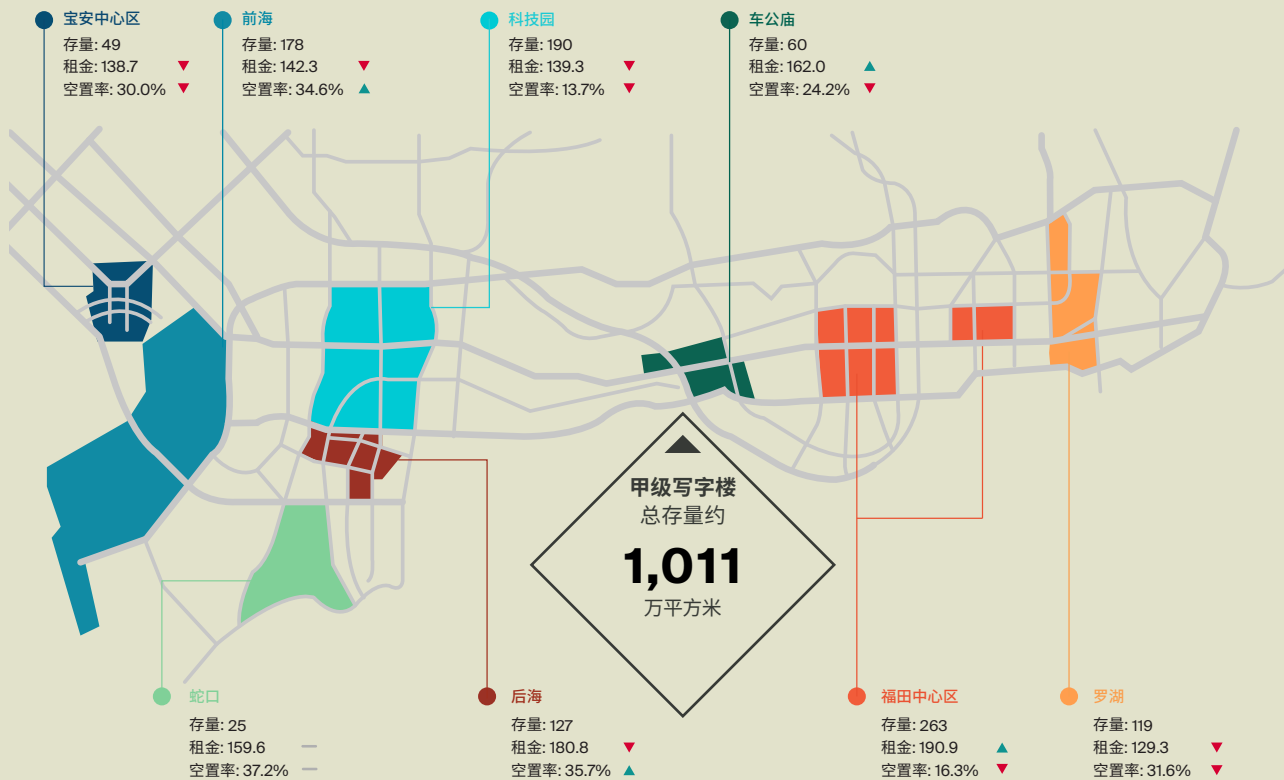 宝安中心区
存量: 49
租金: 138.7
空置率: 30.0%
前海
存量: 178
租金: 142.3
空置率: 34.6%
科技园
存量: 190
租金: 139.3
空置率: 13.7%
车公庙
存量: 60
租金: 162.0
空置率: 24.2%
甲级写字楼
总存量约
1,011
万平方米
蛇口
存量: 25
租金: 159.6
空置率: 37.2%
后海
存量: 127
租金: 180.8
空置率: 35.7%
福田中心区
存量: 263
租金: 190.9
空置率: 16.3%
罗湖
存量: 119
租金: 129.3
空置率: 31.6%